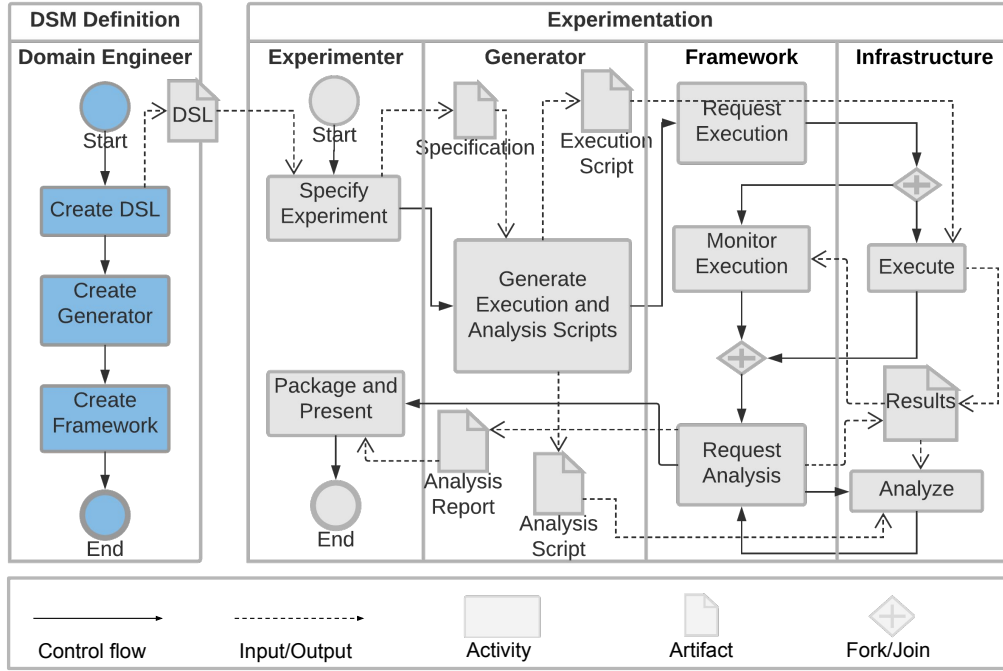 DSM Definition
Experimentation
Domain Engineer
Experimenter
Generator
Framework
Infrastructure
Start
DSL
Create DSL
Create
Generator
Create
Framework
End
Start
Specify
Experiment
Specification
Execution
Script
Generate
Execution and
Analysis Scripts
Request
Execution
Monitor
Execution
Execute
Results
Package and
Present
Analysis
Report
Request
Analysis
Analyze
End
Analysis
Script
Control flow
Input/Output
Activity
Artifact
Fork/Join